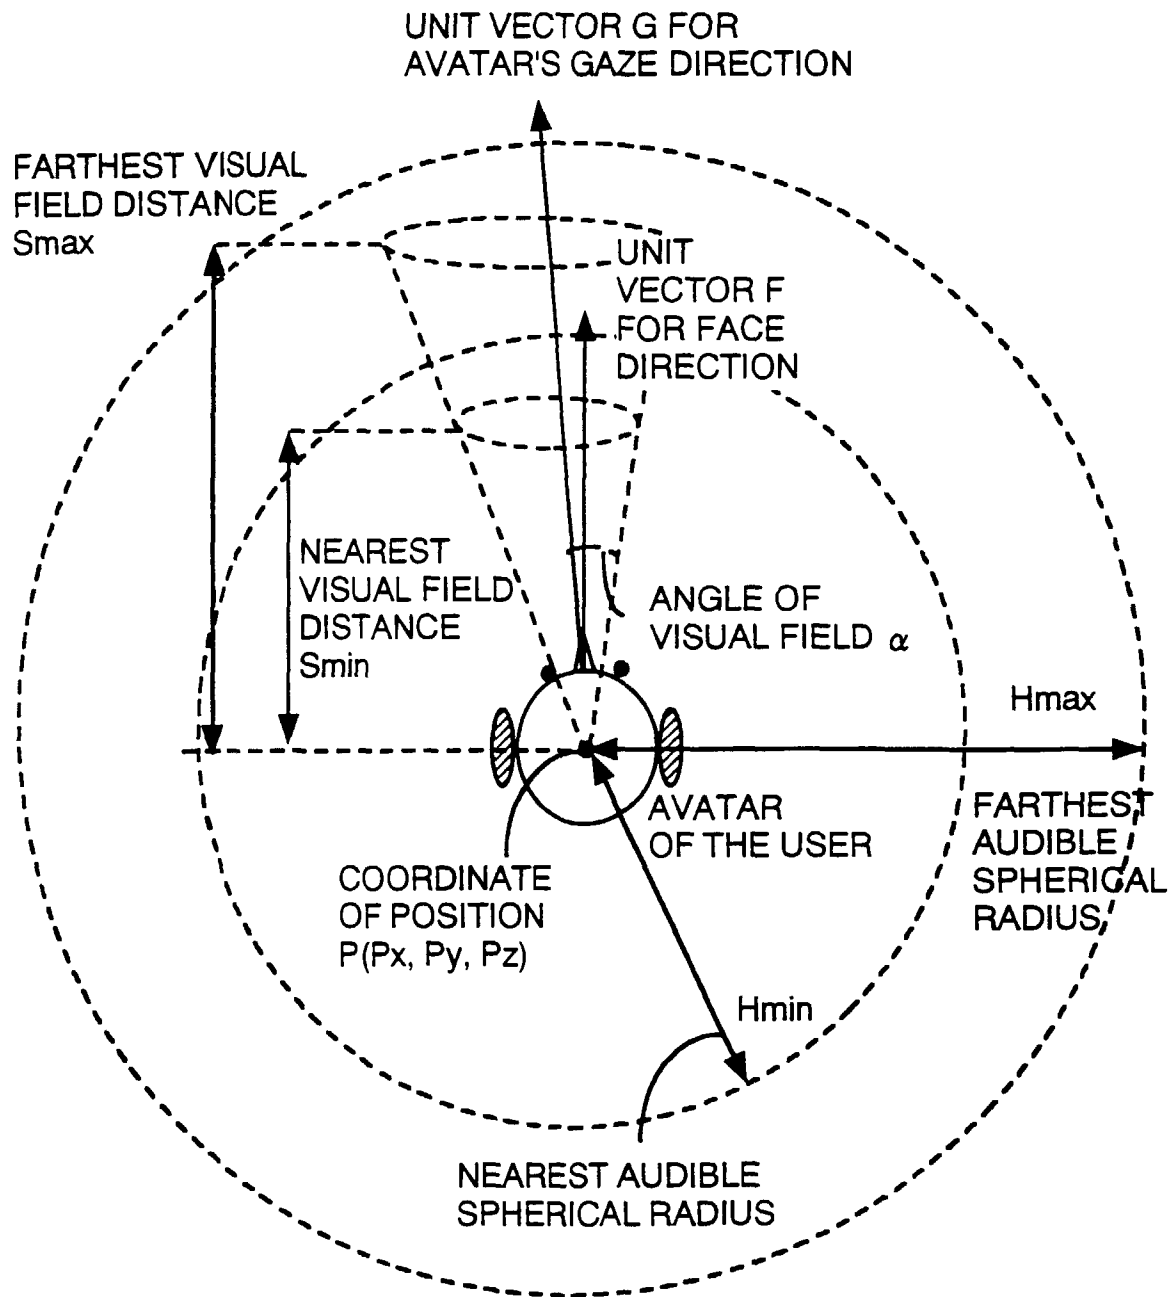 UNIT VECTOR G FOR
AVATAR'S GAZE DIRECTION
FARTHEST VISUAL
FIELD DISTANCE
Smax
UNIT
VECTOR F
FOR FACE
DIRECTION
NEAREST
VISUAL FIELD
DISTANCE
Smin
ANGLE OF
VISUAL FIELD α
Hmax
FARTHEST
AUDIBLE
SPHERICAL
RADIUS
AVATAR
OF THE USER
COORDINATE
OF POSITION
P(Px, Py, Pz)
Hmin
NEAREST AUDIBLE
SPHERICAL RADIUS